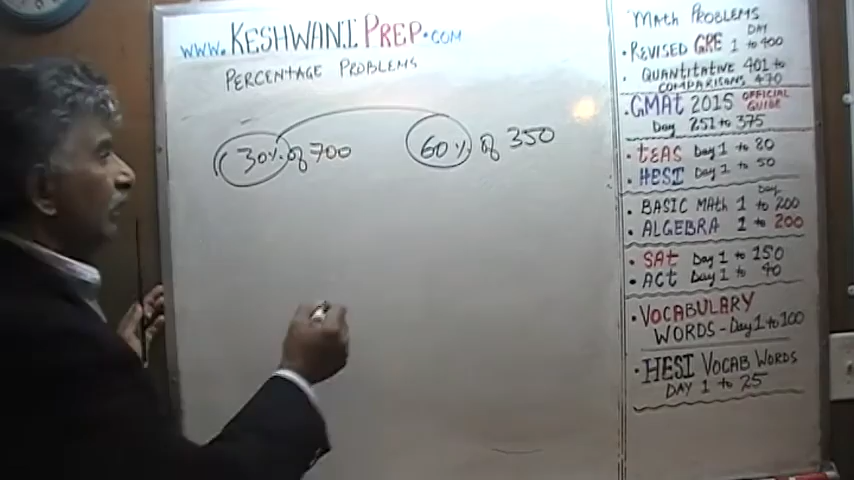 www.KESHWANIPREP.COM
PERCENTAGE PROBLEMS
30% of 700
60% of 350
MATH PROBLEMS
DAY
• REVISED GRE 1 to 400
• QUANTITATIVE 401 to
COMPARISONS 470
• GMAT 2015 OFFICIAL GUIDE
Day 251 to 375
• TEAS Day 1 to 20
• HESI Day 1 to 50
Day
• BASIC MATH 1 to 200
• ALGEBRA 1 to 200
• SAT Day 1 to 150
• ACT Day 1 to 40
• VOCABULARY
WORDS - Day 1 to 100
• HESI VOCAB WORDS
DAY 1 to 25